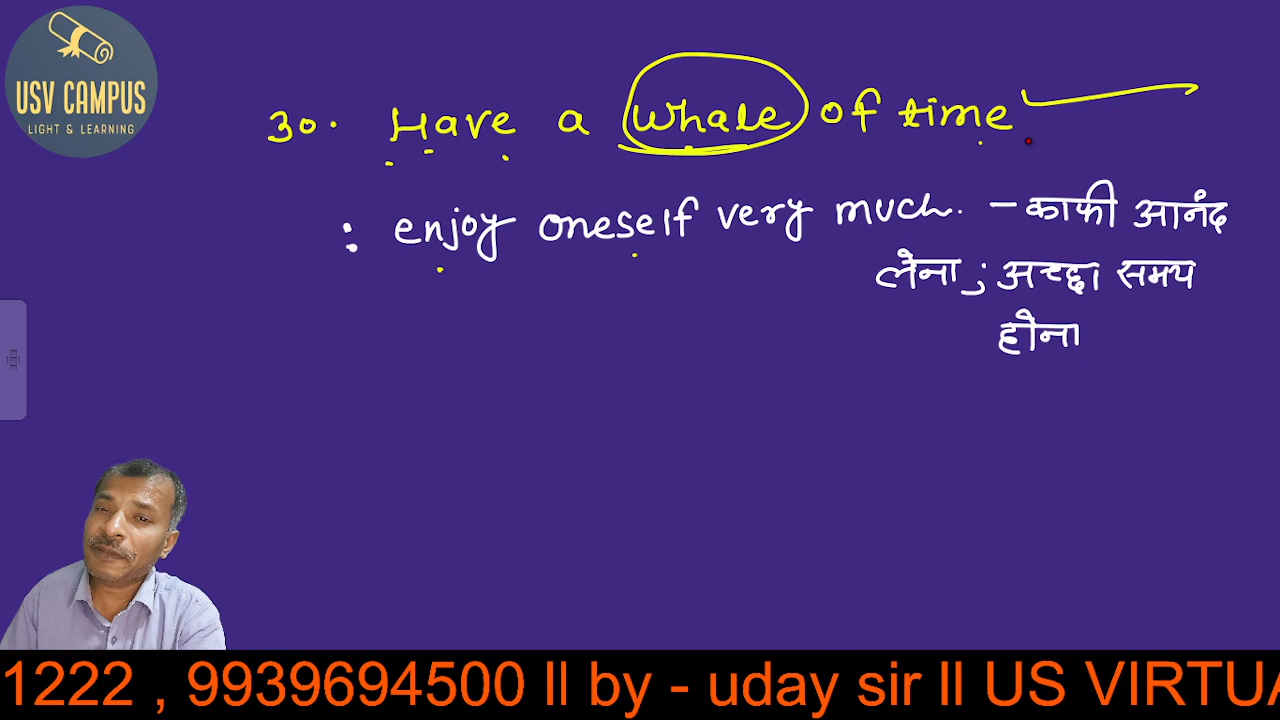 USV CAMPUS
LIGHT & LEARNING
30. Have a whale of time
: enjoy oneself very much. – काफी आनंद
लेना ; अच्छा समय
होना
1222 , 9939694500 ll by - uday sir ll US VIRTUA